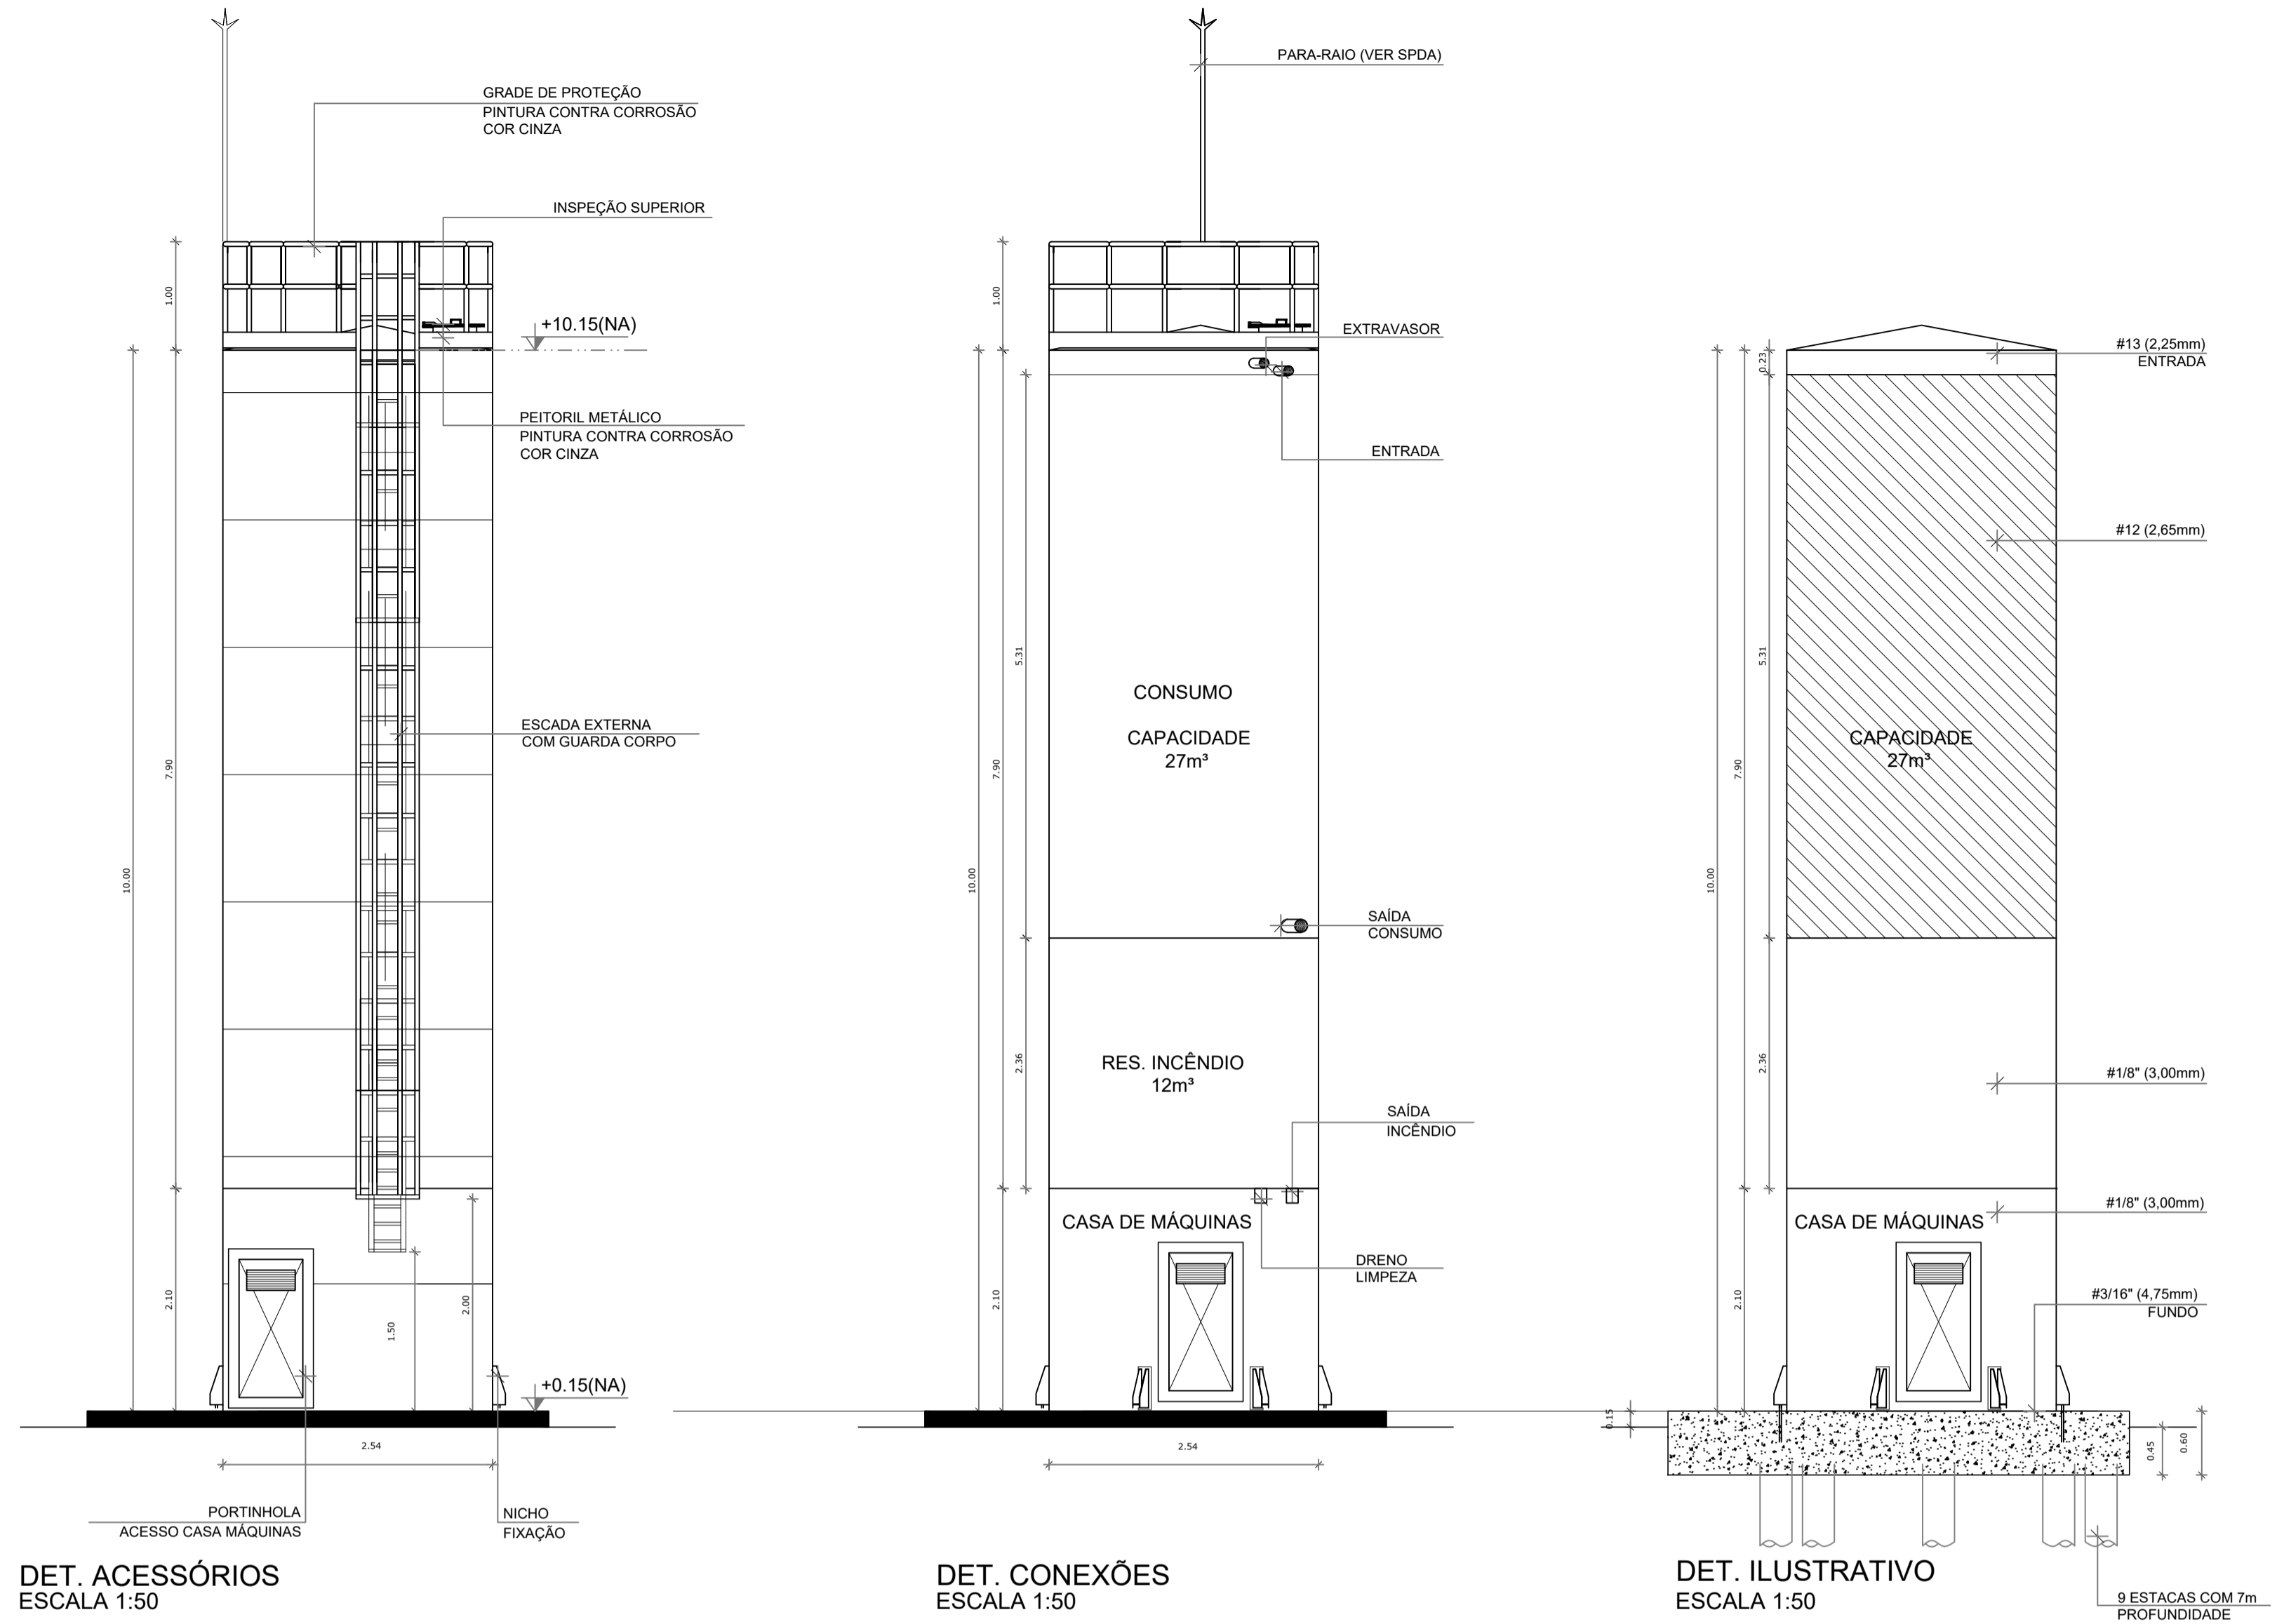 GRADE DE PROTEÇÃO
PINTURA CONTRA CORROSÃO
COR CINZA
INSPEÇÃO SUPERIOR
1.00
+10.15(NA)
PEITORIL METÁLICO
PINTURA CONTRA CORROSÃO
COR CINZA
ESCADA EXTERNA
COM GUARDA CORPO
7.90
10.00
2.10
1.50
2.00
+0.15(NA)
2.54
PORTINHOLA
ACESSO CASA MÁQUINAS
NICHO
FIXAÇÃO
DET. ACESSÓRIOS
ESCALA 1:50
PARA-RAIO (VER SPDA)
1.00
EXTRAVASOR
ENTRADA
5.31
CONSUMO
CAPACIDADE
27m³
7.90
10.00
SAÍDA
CONSUMO
2.36
RES. INCÊNDIO
12m³
SAÍDA
INCÊNDIO
CASA DE MÁQUINAS
DRENO
LIMPEZA
2.10
2.54
DET. CONEXÕES
ESCALA 1:50
0.23
#13 (2,25mm)
ENTRADA
#12 (2,65mm)
5.31
CAPACIDADE
27m³
7.90
10.00
2.36
#1/8" (3,00mm)
#1/8" (3,00mm)
CASA DE MÁQUINAS
2.10
#3/16" (4,75mm)
FUNDO
0.15
0.45
0.60
DET. ILUSTRATIVO
ESCALA 1:50
9 ESTACAS COM 7m
PROFUNDIDADE